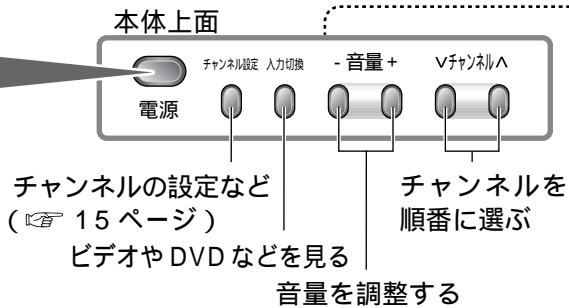 本体上面
チャンネル設定 入力切換 - 音量 + ∨チャンネル∧
電源
チャンネルの設定など
(☞ 15 ページ)
チャンネルを
順番に選ぶ
ビデオや DVD などを見る
音量を調整する